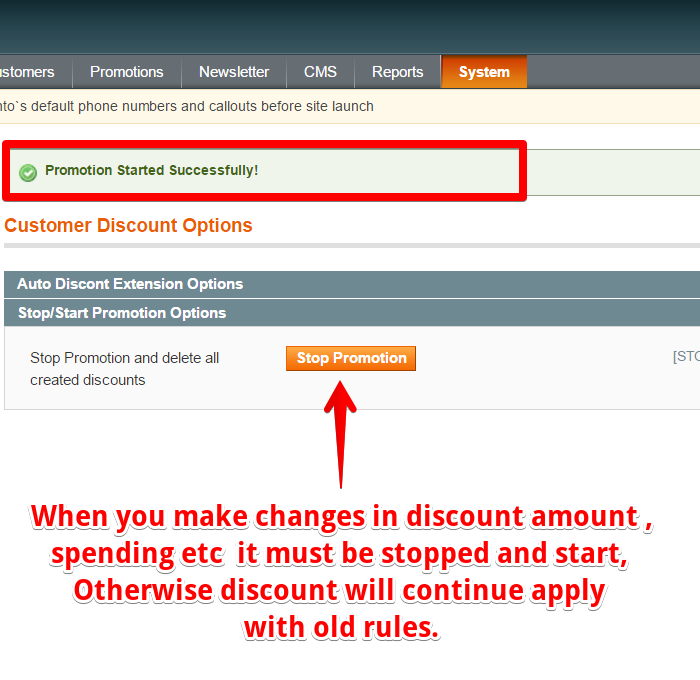 ustomers Promotions Newsletter CMS Reports System
nto`s default phone numbers and callouts before site launch
Promotion Started Successfully!
Customer Discount Options
Auto Discont Extension Options
Stop/Start Promotion Options
Stop Promotion and delete all Stop Promotion [STO
created discounts
When you make changes in discount amount ,
spending etc it must be stopped and start,
Otherwise discount will continue apply
with old rules.